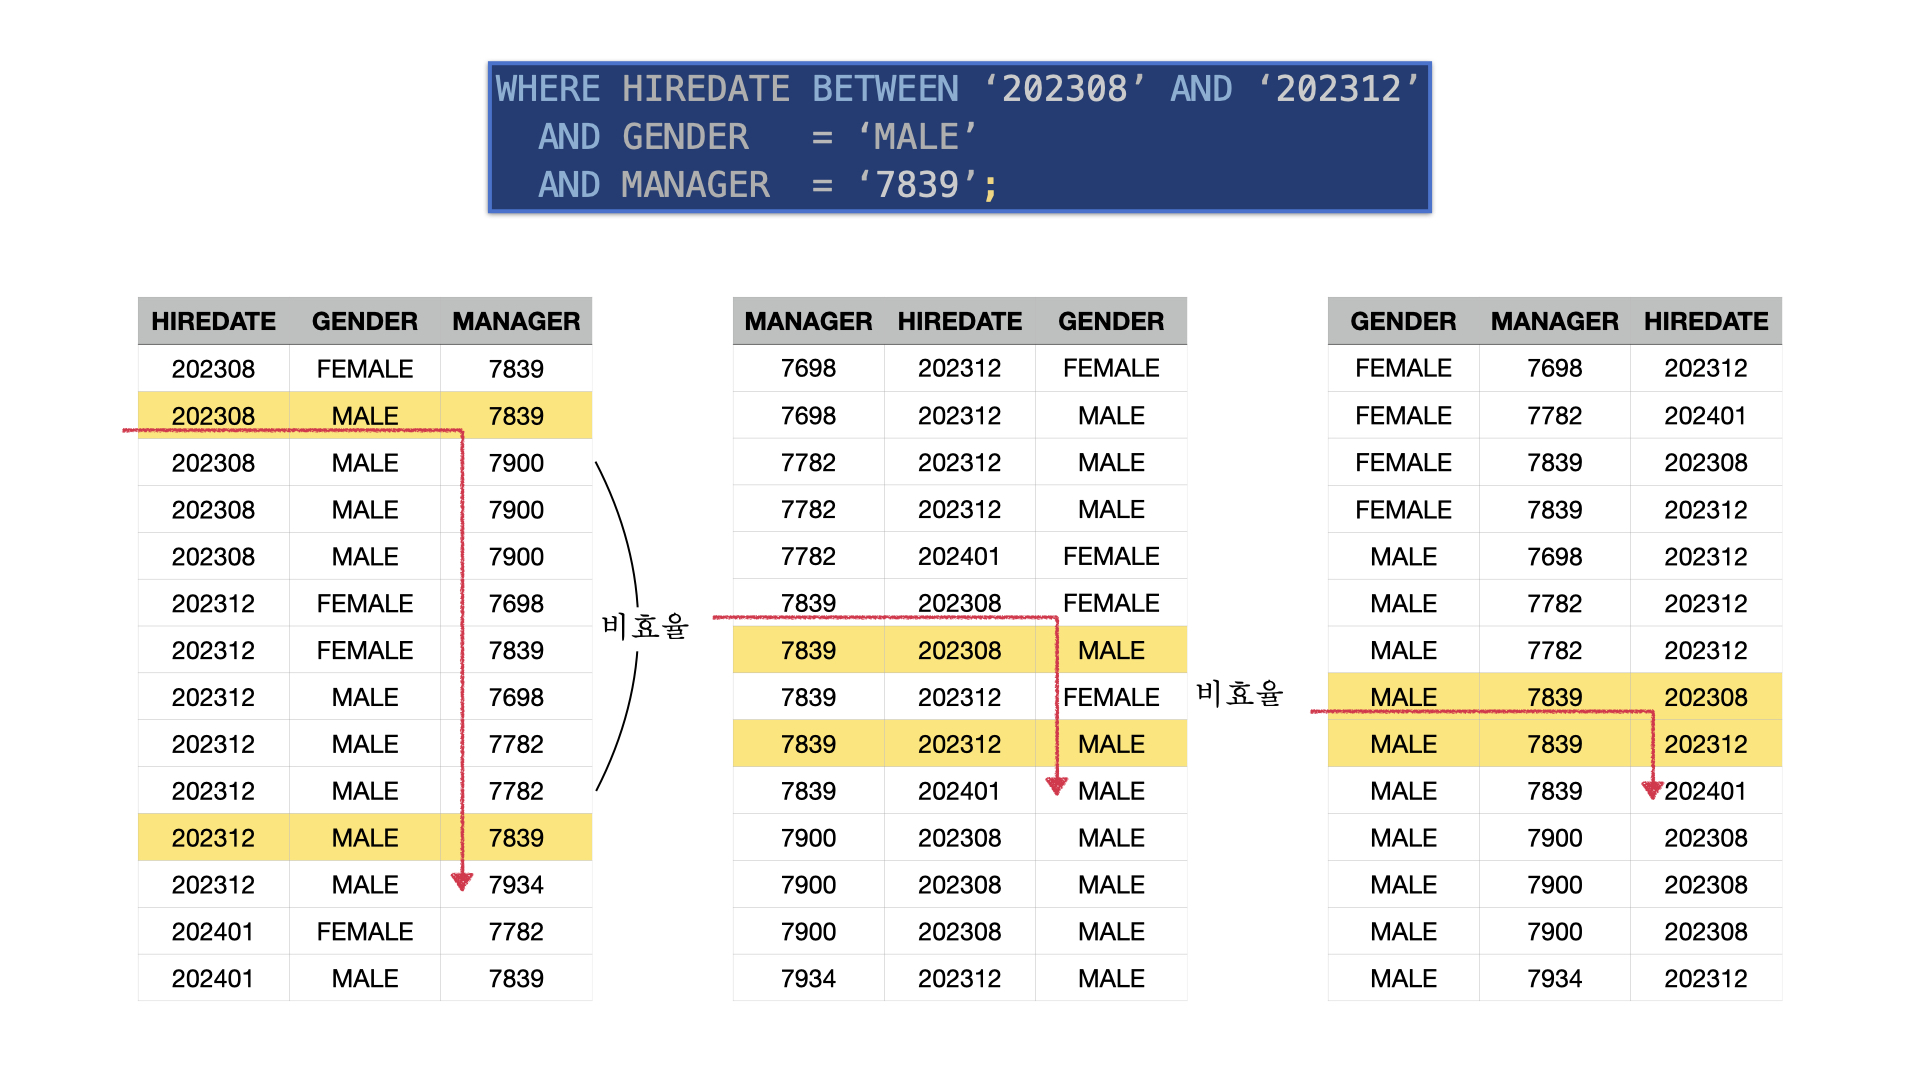 WHERE HIREDATE BETWEEN ‘202308’ AND ‘202312’
AND GENDER = ‘MALE’
AND MANAGER = ‘7839’;
HIREDATE GENDER MANAGER
202308 FEMALE 7839
202308 MALE 7839
202308 MALE 7900
202308 MALE 7900
202308 MALE 7900
202312 FEMALE 7698
202312 FEMALE 7839
202312 MALE 7698
202312 MALE 7782
202312 MALE 7782
202312 MALE 7839
202312 MALE 7934
202401 FEMALE 7782
202401 MALE 7839
비효율
MANAGER HIREDATE GENDER
7698 202312 FEMALE
7698 202312 MALE
7782 202312 MALE
7782 202312 MALE
7782 202401 FEMALE
7839 202308 FEMALE
7839 202308 MALE
7839 202312 FEMALE
7839 202312 MALE
7839 202401 MALE
7900 202308 MALE
7900 202308 MALE
7900 202308 MALE
7934 202312 MALE
비효율
GENDER MANAGER HIREDATE
FEMALE 7698 202312
FEMALE 7782 202401
FEMALE 7839 202308
FEMALE 7839 202312
MALE 7698 202312
MALE 7782 202312
MALE 7782 202312
MALE 7839 202308
MALE 7839 202312
MALE 7839 202401
MALE 7900 202308
MALE 7900 202308
MALE 7900 202308
MALE 7934 202312